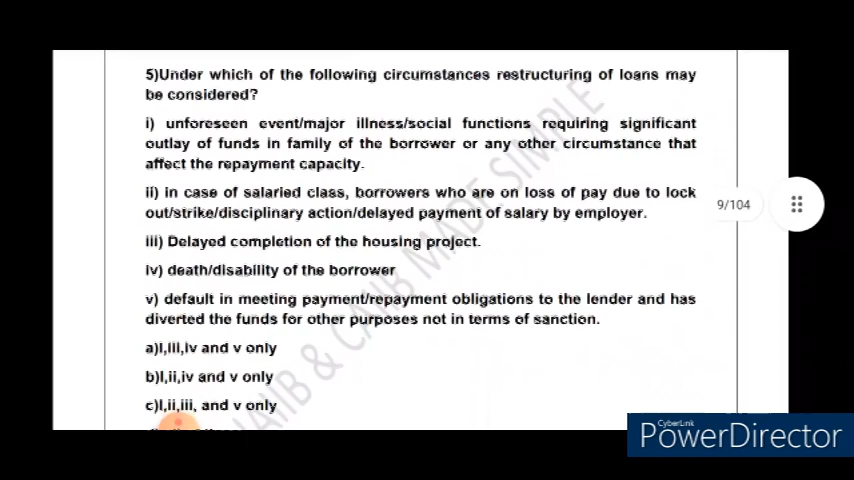 5)Under which of the following circumstances restructuring of loans may
be considered?
i) unforeseen event/major illness/social functions requiring significant
outlay of funds in family of the borrower or any other circumstance that
affect the repayment capacity.
ii) in case of salaried class, borrowers who are on loss of pay due to lock
out/strike/disciplinary action/delayed payment of salary by employer.
9/104
iii) Delayed completion of the housing project.
iv) death/disability of the borrower
v) default in meeting payment/repayment obligations to the lender and has
diverted the funds for other purposes not in terms of sanction.
a)I,iii,iv and v only
b)I,ii,iv and v only
c)I,ii,iii, and v only
& CAIIB MADE SIMPLE
CyberLink
PowerDirector